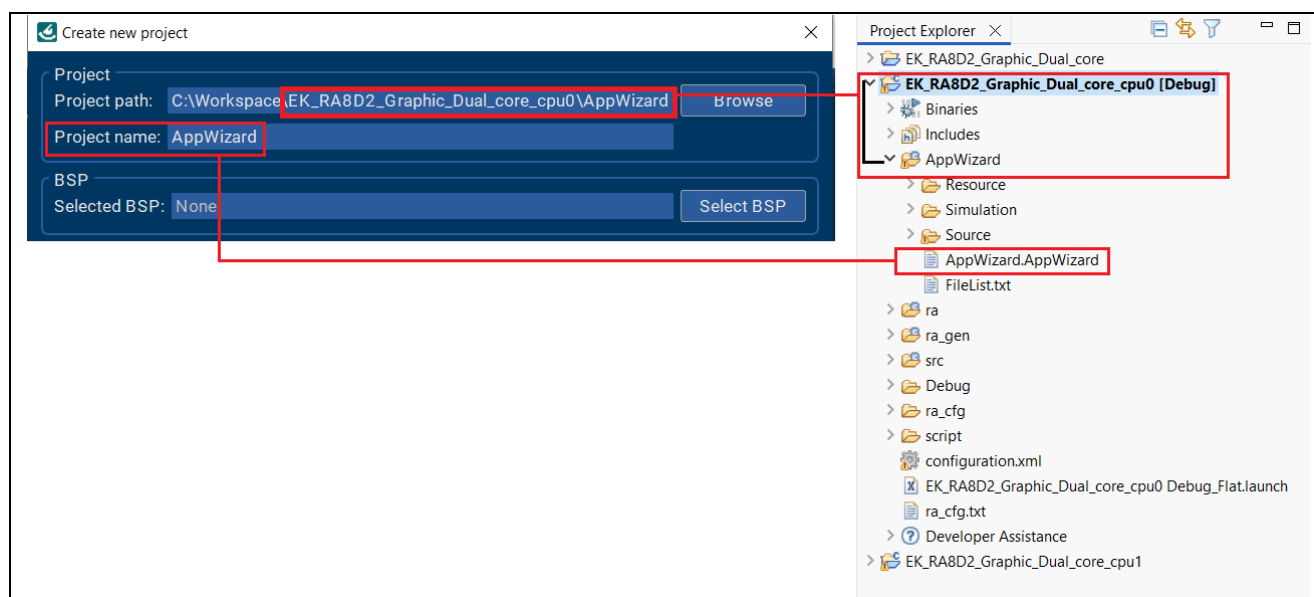 Create new project
Project
Project path: C:\Workspace\EK_RA8D2_Graphic_Dual_core_cpu0\AppWizard Browse
Project name: AppWizard
BSP
Selected BSP: None Select BSP
Project Explorer
EK_RA8D2_Graphic_Dual_core
EK_RA8D2_Graphic_Dual_core_cpu0 [Debug]
Binaries
Includes
AppWizard
Resource
Simulation
Source
AppWizard.AppWizard
FileList.txt
ra
ra_gen
src
Debug
ra_cfg
script
configuration.xml
EK_RA8D2_Graphic_Dual_core_cpu0 Debug_Flat.launch
ra_cfg.txt
Developer Assistance
EK_RA8D2_Graphic_Dual_core_cpu1